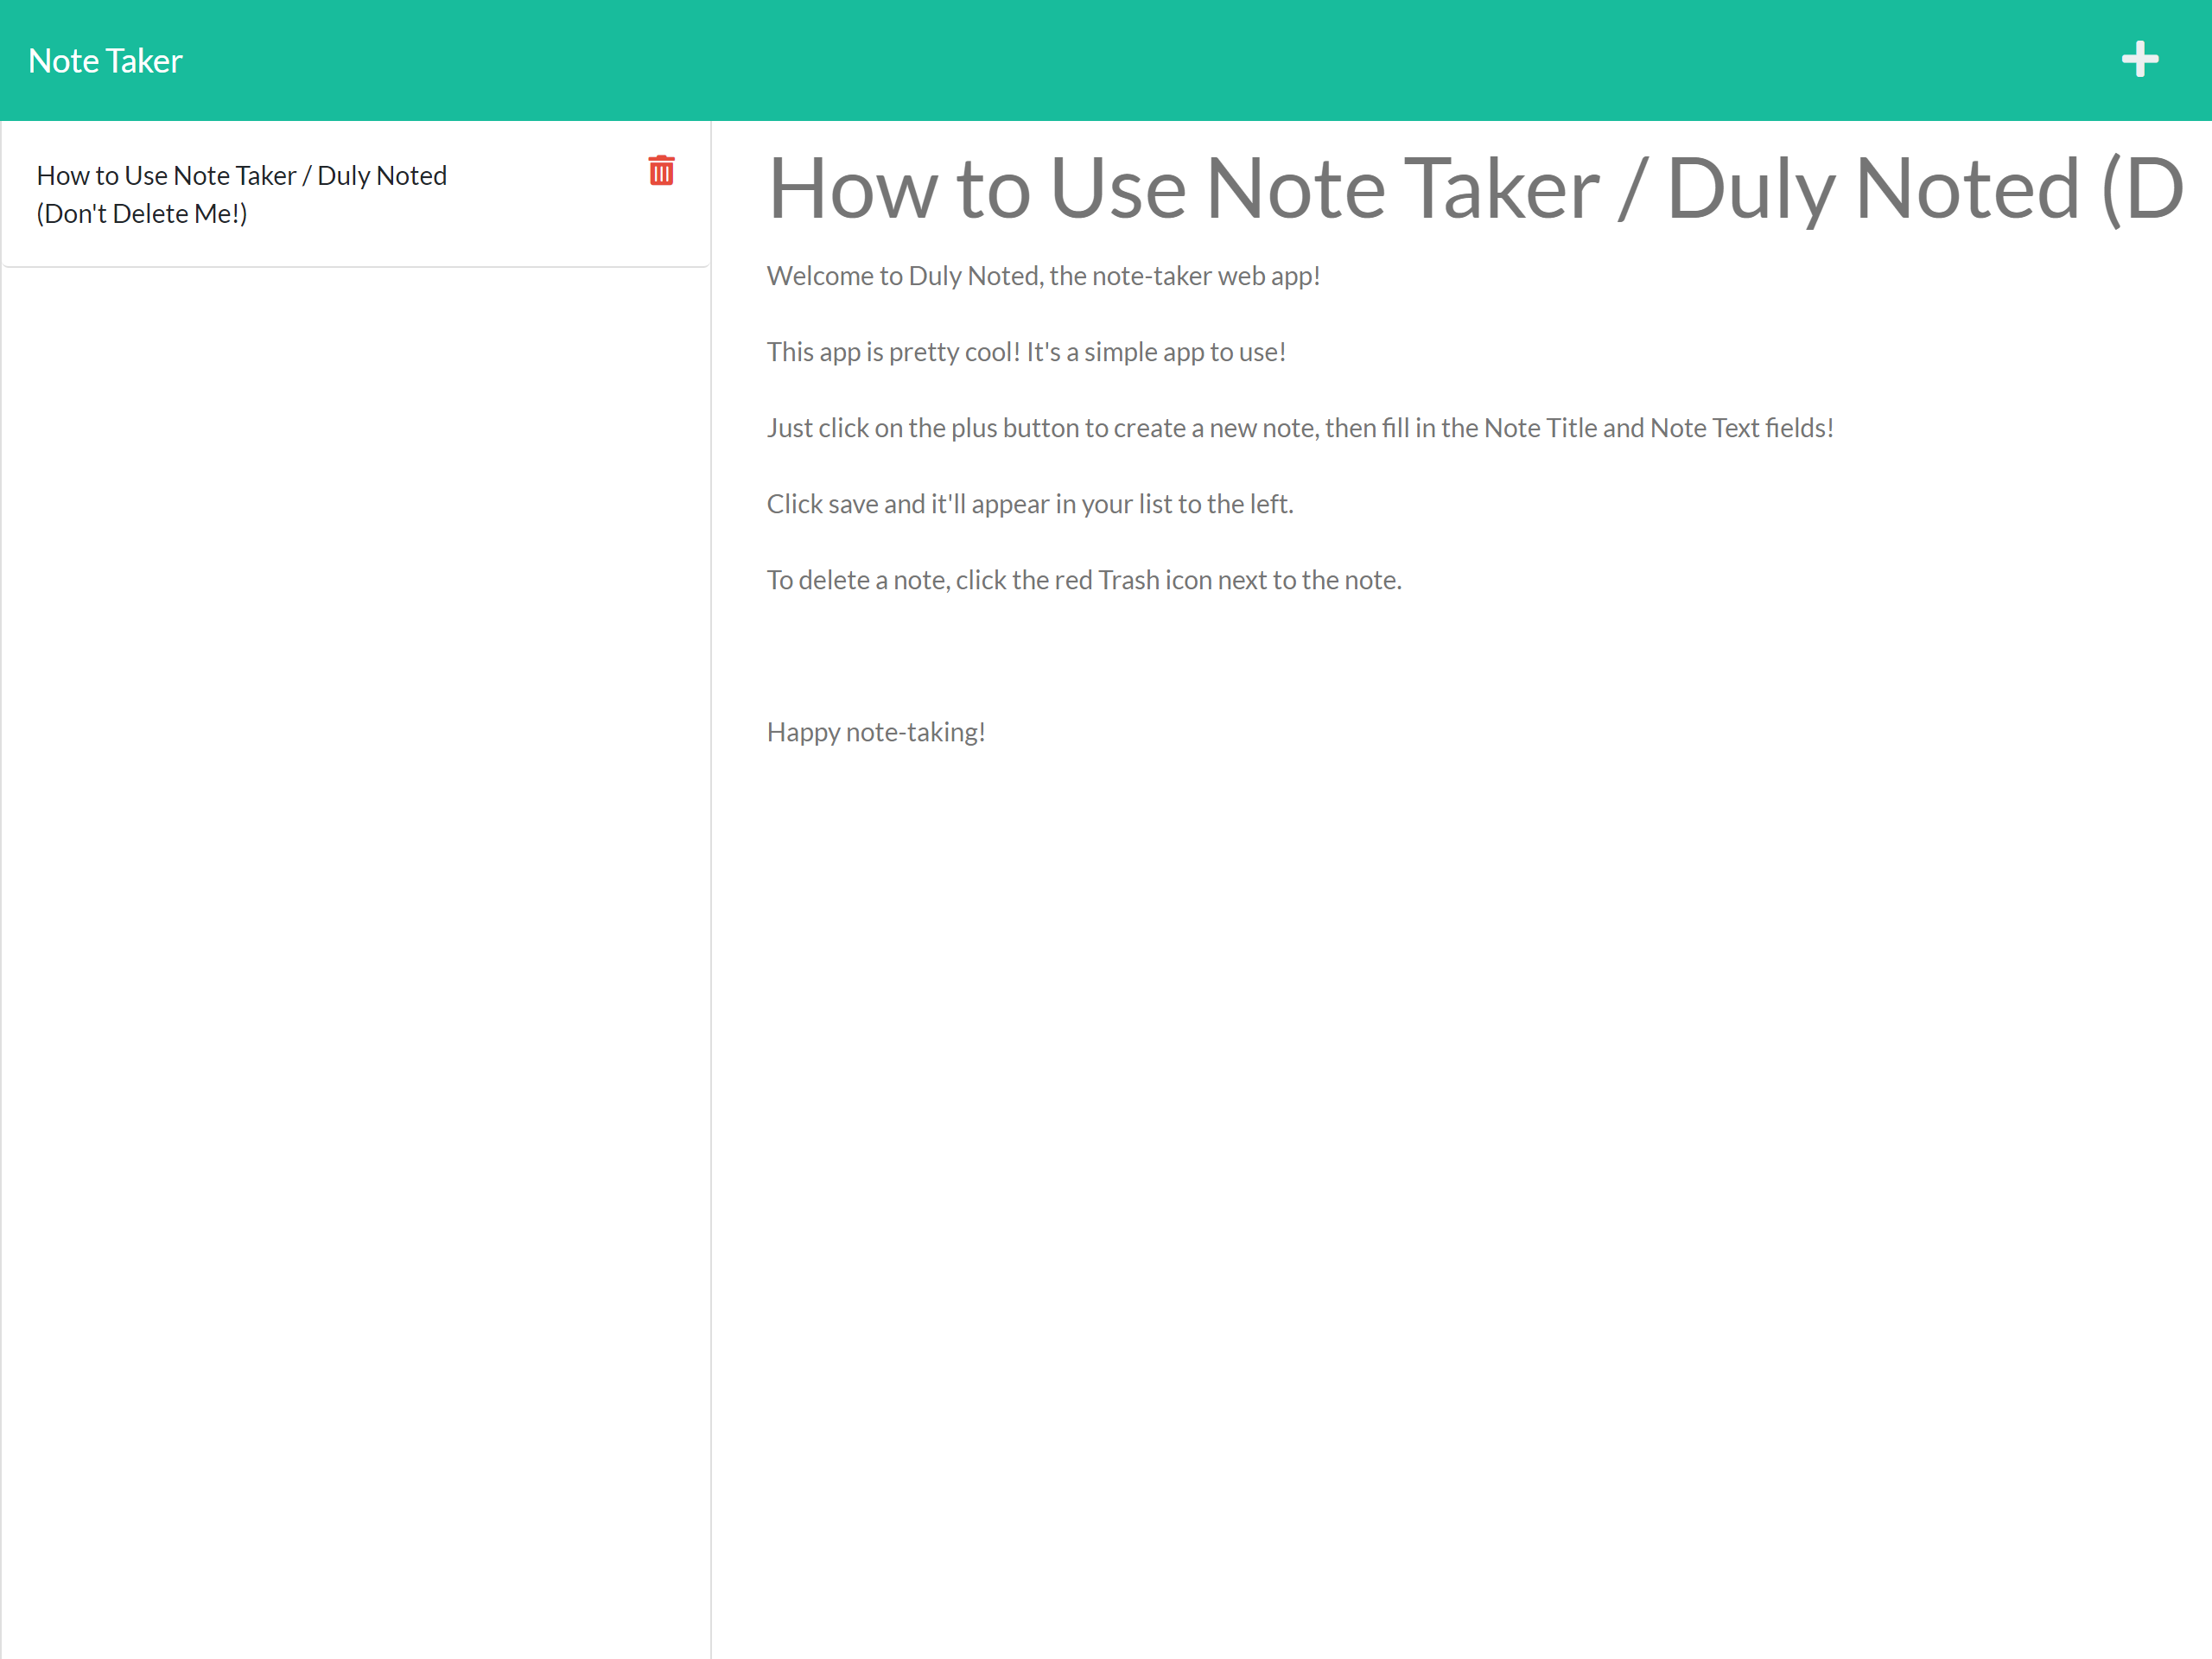 Note Taker
How to Use Note Taker / Duly Noted
(Don't Delete Me!)
How to Use Note Taker / Duly Noted (D
Welcome to Duly Noted, the note-taker web app!
This app is pretty cool! It's a simple app to use!
Just click on the plus button to create a new note, then fill in the Note Title and Note Text fields!
Click save and it'll appear in your list to the left.
To delete a note, click the red Trash icon next to the note.
Happy note-taking!